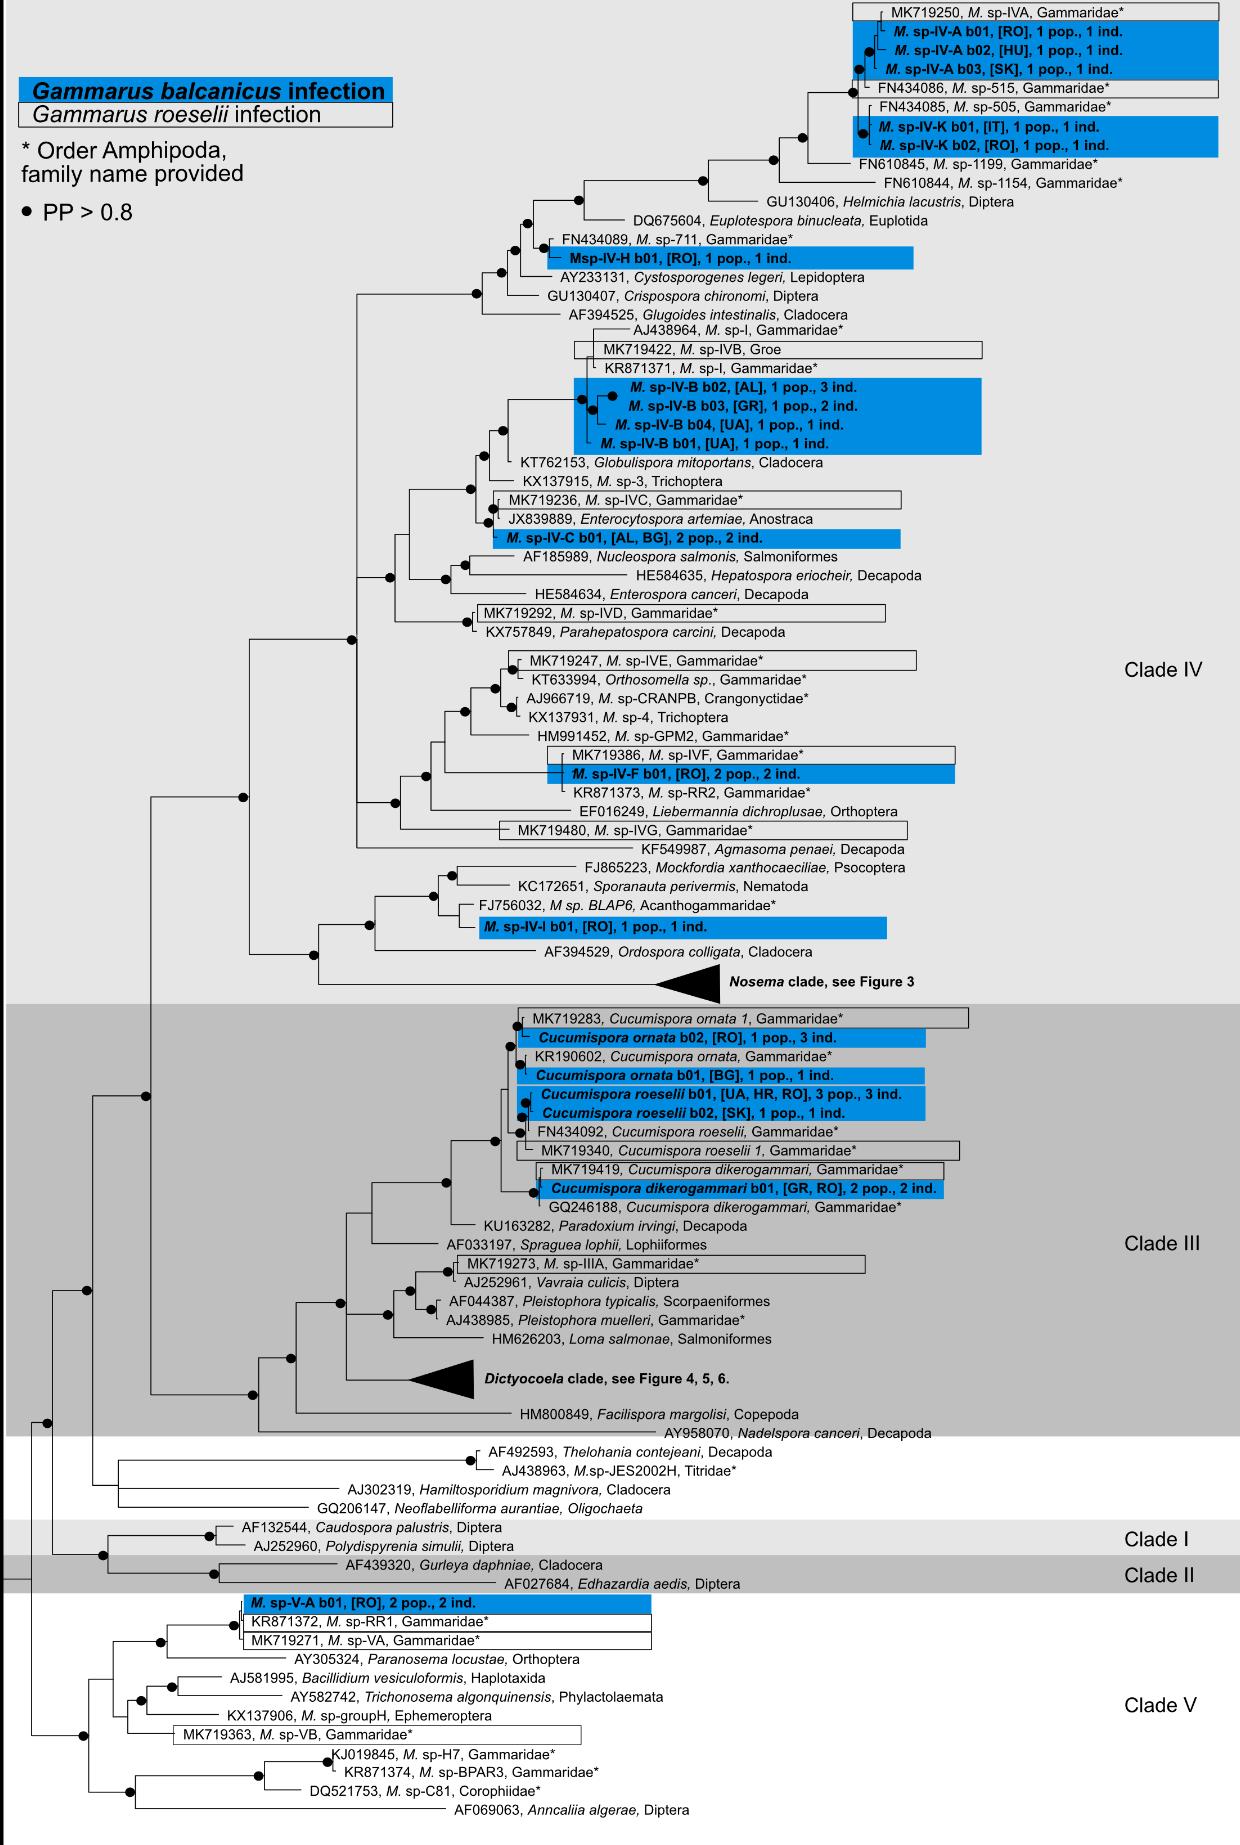 Gammarus balcanicus infection
Gammarus roeselii infection
* Order Amphipoda,
family name provided
● PP > 0.8
MK719250, M. sp-IVA, Gammaridae*
M. sp-IV-A b01, [RO], 1 pop., 1 ind.
M. sp-IV-A b02, [HU], 1 pop., 1 ind.
M. sp-IV-A b03, [SK], 1 pop., 1 ind.
FN434086, M. sp-515, Gammaridae*
FN434085, M. sp-505, Gammaridae*
M. sp-IV-K b01, [IT], 1 pop., 1 ind.
M. sp-IV-K b02, [RO], 1 pop., 1 ind.
FN610845, M. sp-1199, Gammaridae*
FN610844, M. sp-1154, Gammaridae*
GU130406, Helmichia lacustris, Diptera
DQ675604, Euplotespora binucleata, Euplotida
FN434089, M. sp-711, Gammaridae*
Msp-IV-H b01, [RO], 1 pop., 1 ind.
AY233131, Cystosporogenes legeri, Lepidoptera
GU130407, Crispospora chironomi, Diptera
AF394525, Glugoides intestinalis, Cladocera
AJ438964, M. sp-I, Gammaridae*
MK719422, M. sp-IVB, Groe
KR871371, M. sp-I, Gammaridae*
M. sp-IV-B b02, [AL], 1 pop., 3 ind.
M. sp-IV-B b03, [GR], 1 pop., 2 ind.
M. sp-IV-B b04, [UA], 1 pop., 1 ind.
M. sp-IV-B b01, [UA], 1 pop., 1 ind.
KT762153, Globulispora mitoportans, Cladocera
KX137915, M. sp-3, Trichoptera
MK719236, M. sp-IVC, Gammaridae*
JX839889, Enterocytospora artemiae, Anostraca
M. sp-IV-C b01, [AL, BG], 2 pop., 2 ind.
AF185989, Nucleospora salmonis, Salmoniformes
HE584635, Hepatospora eriocheir, Decapoda
HE584634, Enterospora canceri, Decapoda
MK719292, M. sp-IVD, Gammaridae*
KX757849, Parahepatospora carcini, Decapoda
MK719247, M. sp-IVE, Gammaridae*
KT633994, Orthosomella sp., Gammaridae*
Clade IV
AJ966719, M. sp-CRANPB, Crangonyctidae*
KX137931, M. sp-4, Trichoptera
HM991452, M. sp-GPM2, Gammaridae*
MK719386, M. sp-IVF, Gammaridae*
M. sp-IV-F b01, [RO], 2 pop., 2 ind.
KR871373, M. sp-RR2, Gammaridae*
EF016249, Liebermannia dichroplusae, Orthoptera
MK719480, M. sp-IVG, Gammaridae*
KF549987, Agmasoma penaei, Decapoda
FJ865223, Mockfordia xanthocaeciliae, Psocoptera
KC172651, Sporanauta perivermis, Nematoda
FJ756032, M sp. BLAP6, Acanthogammaridae*
M. sp-IV-I b01, [RO], 1 pop., 1 ind.
AF394529, Ordospora colligata, Cladocera
Nosema clade, see Figure 3
MK719283, Cucumispora ornata 1, Gammaridae*
Cucumispora ornata b02, [RO], 1 pop., 3 ind.
KR190602, Cucumispora ornata, Gammaridae*
Cucumispora ornata b01, [BG], 1 pop., 1 ind.
Cucumispora roeselii b01, [UA, HR, RO], 3 pop., 3 ind.
Cucumispora roeselii b02, [SK], 1 pop., 1 ind.
FN434092, Cucumispora roeselii, Gammaridae*
MK719340, Cucumispora roeselii 1, Gammaridae*
MK719419, Cucumispora dikerogammari, Gammaridae*
Cucumispora dikerogammari b01, [GR, RO], 2 pop., 2 ind.
GQ246188, Cucumispora dikerogammari, Gammaridae*
KU163282, Paradoxium irvingi, Decapoda
AF033197, Spraguea lophii, Lophiiformes
Clade III
MK719273, M. sp-IIIA, Gammaridae*
AJ252961, Vavraia culicis, Diptera
AF044387, Pleistophora typicalis, Scorpaeniformes
AJ438985, Pleistophora muelleri, Gammaridae*
HM626203, Loma salmonae, Salmoniformes
Dictyocoela clade, see Figure 4, 5, 6.
HM800849, Facilispora margolisi, Copepoda
AY958070, Nadelspora canceri, Decapoda
AF492593, Thelohania contejeani, Decapoda
AJ438963, M.sp-JES2002H, Titridae*
AJ302319, Hamiltosporidium magnivora, Cladocera
GQ206147, Neoflabelliforma aurantiae, Oligochaeta
AF132544, Caudospora palustris, Diptera
Clade I
AJ252960, Polydispyrenia simulii, Diptera
AF439320, Gurleya daphniae, Cladocera
Clade II
AF027684, Edhazardia aedis, Diptera
M. sp-V-A b01, [RO], 2 pop., 2 ind.
KR871372, M. sp-RR1, Gammaridae*
MK719271, M. sp-VA, Gammaridae*
AY305324, Paranosema locustae, Orthoptera
AJ581995, Bacillidium vesiculoformis, Haplotaxida
AY582742, Trichonosema algonquinensis, Phylactolaemata
Clade V
KX137906, M. sp-groupH, Ephemeroptera
MK719363, M. sp-VB, Gammaridae*
KJ019845, M. sp-H7, Gammaridae*
KR871374, M. sp-BPAR3, Gammaridae*
DQ521753, M. sp-C81, Corophiidae*
AF069063, Anncaliia algerae, Diptera